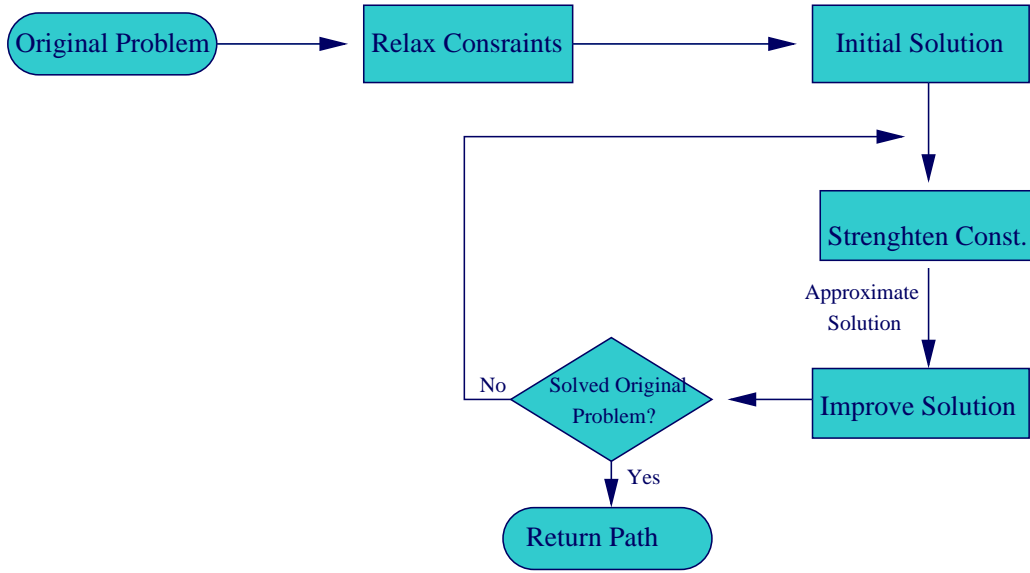 Original Problem
Relax Consraints
Initial Solution
Strenghten Const.
Approximate
Solution
Improve Solution
No
Solved Original
Problem?
Yes
Return Path